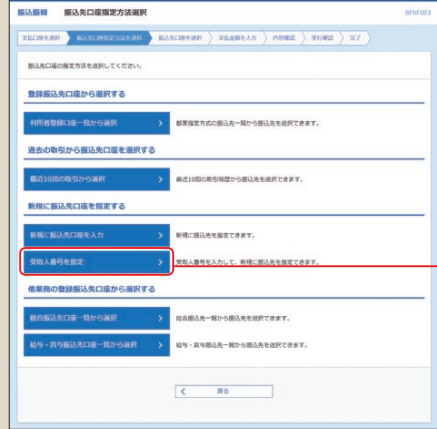 振込振替　振込先口座指定方法選択　BFKF003
支払口座を選択　振込先口座指定方法を選択　振込先口座を選択　支払金額を入力　内容確認　実行確認　完了
振込先口座の指定方法を選択してください。
登録振込先口座から選択する
利用者登録口座一覧から選択　都度指定方式の振込先一覧から振込先を選択できます。
過去の取引から振込先口座を選択する
最近10回の取引から選択　最近10回の取引履歴から振込先を選択できます。
新規に振込先口座を指定する
新規に振込先口座を入力　新規に振込先を指定できます。
受取人番号を指定　受取人番号を入力して、新規に振込先を指定できます。
他業務の登録振込先口座から選択する
総合振込先口座一覧から選択　総合振込先一覧から振込先を選択できます。
給与・賞与振込先口座一覧から選択　給与・賞与振込先一覧から振込先を選択できます。
戻る